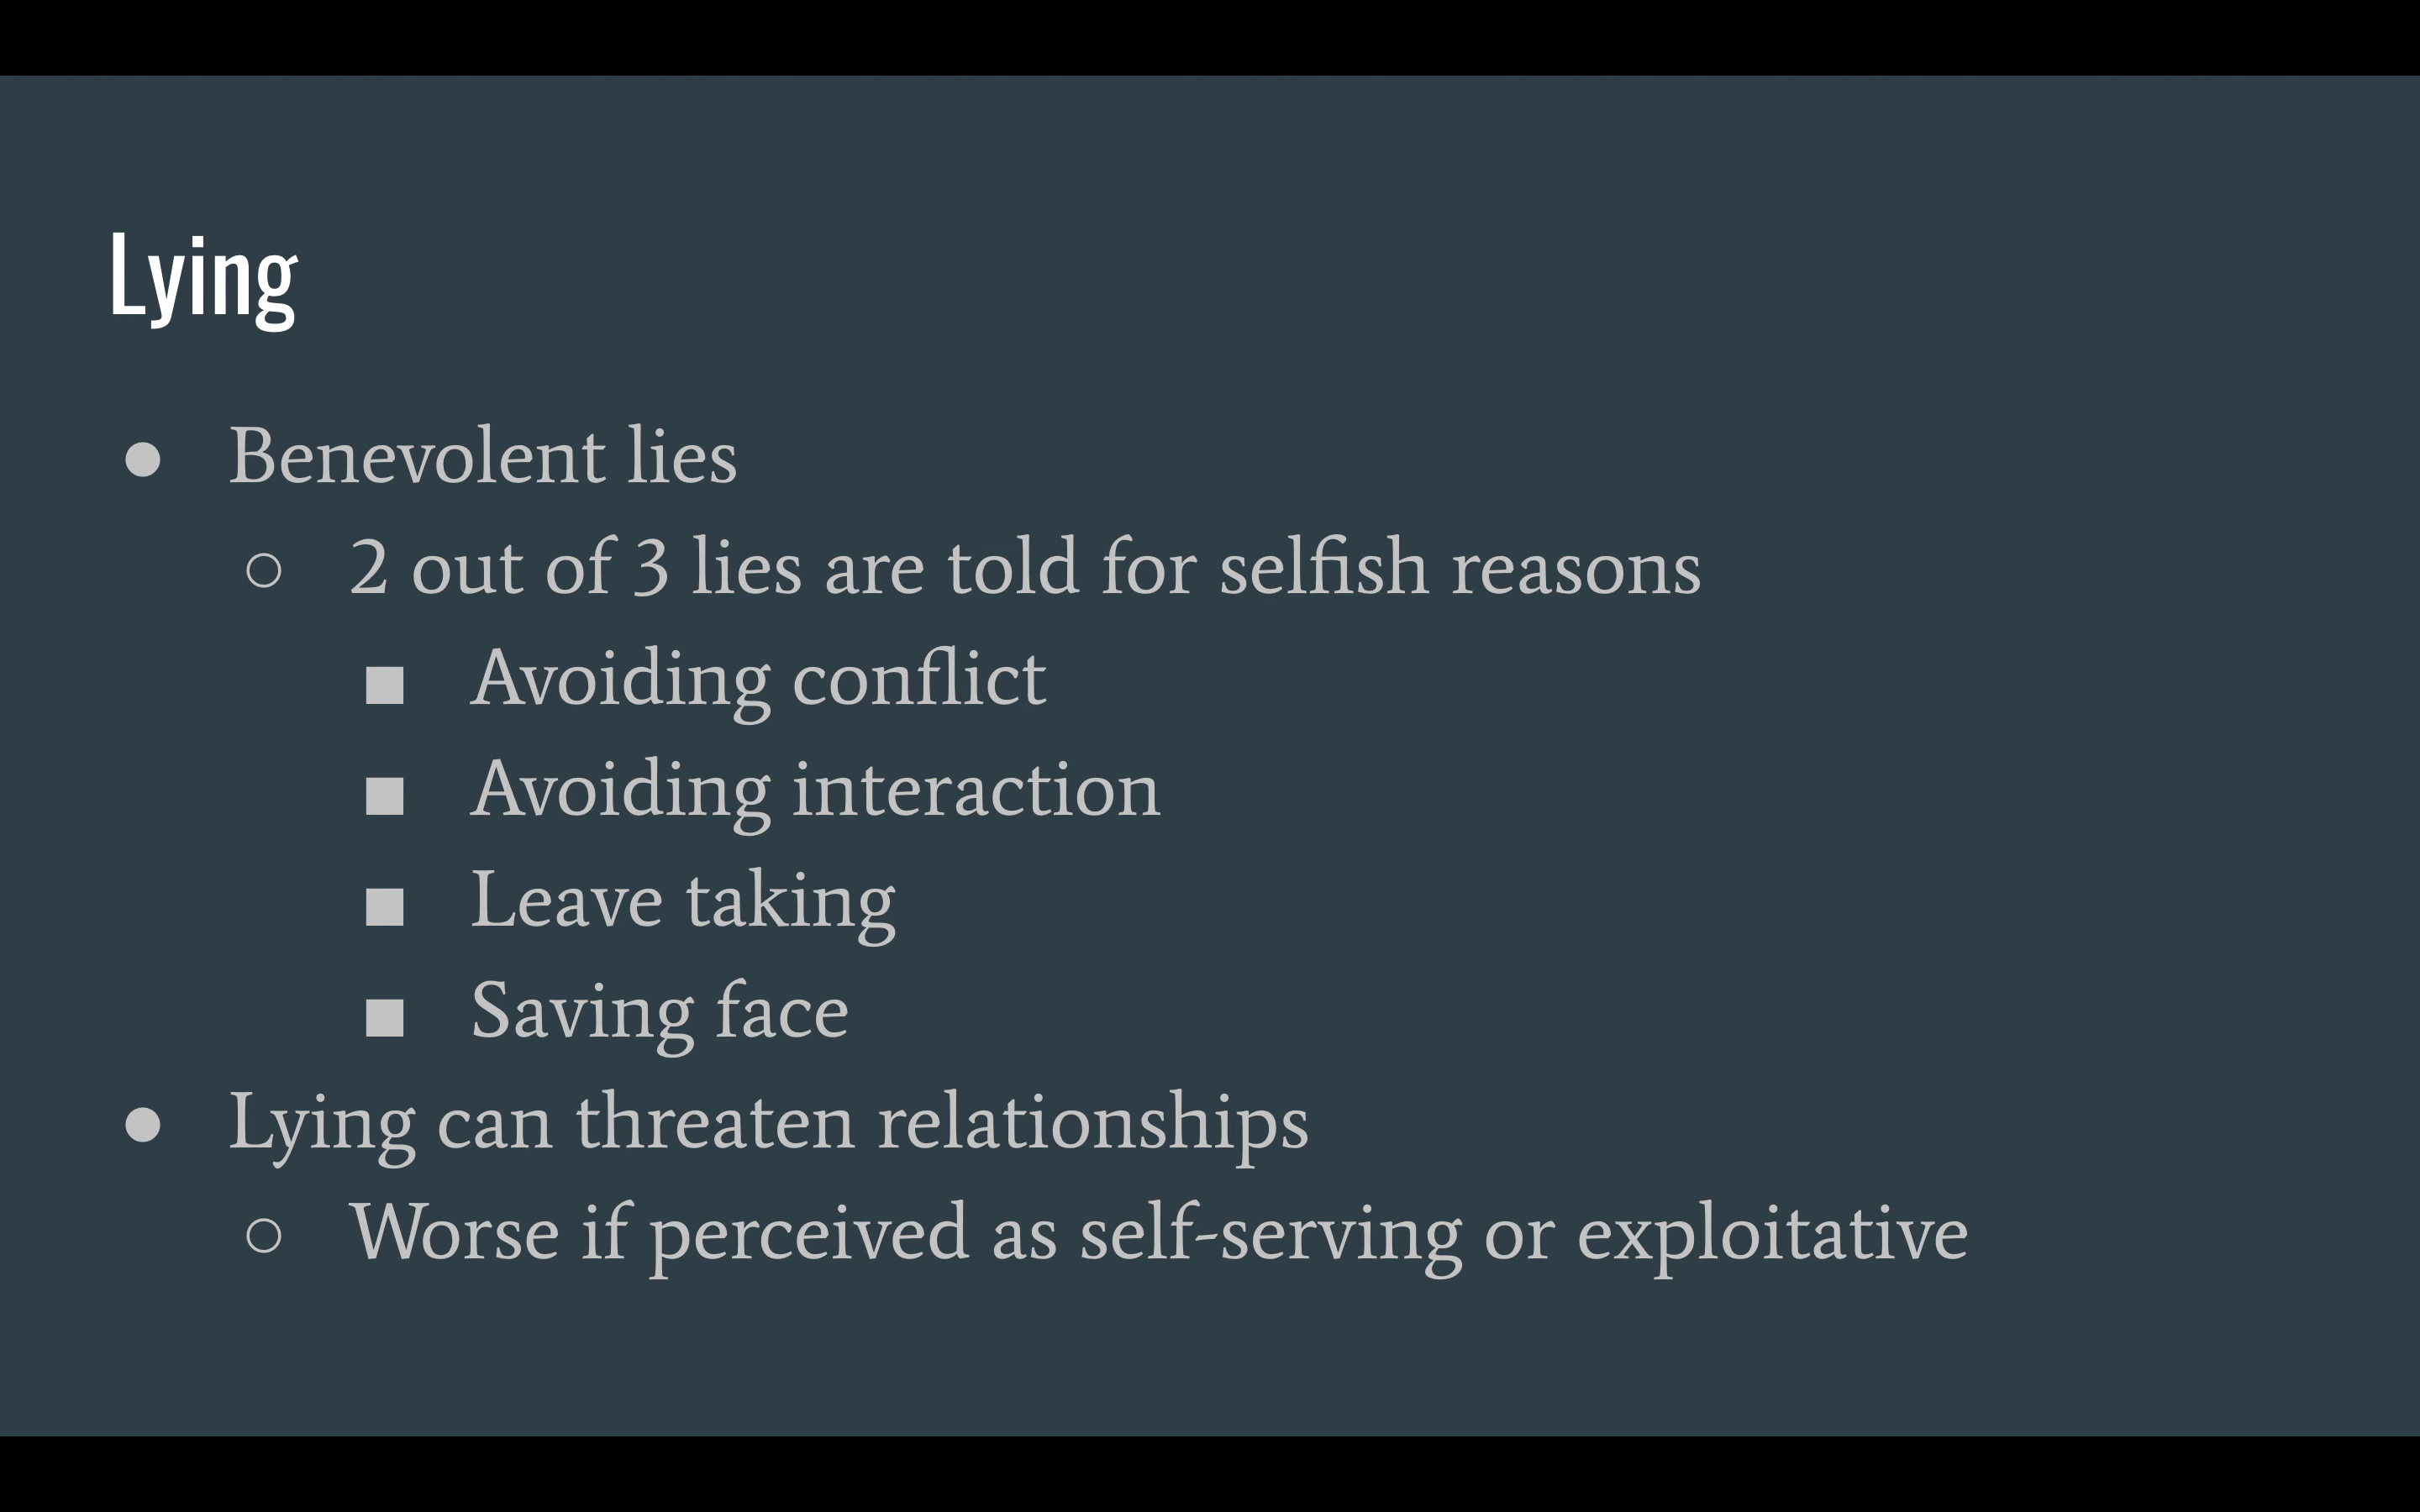 Lying
● Benevolent lies
○ 2 out of 3 lies are told for selfish reasons
■ Avoiding conflict
■ Avoiding interaction
■ Leave taking
■ Saving face
● Lying can threaten relationships
○ Worse if perceived as self-serving or exploitative